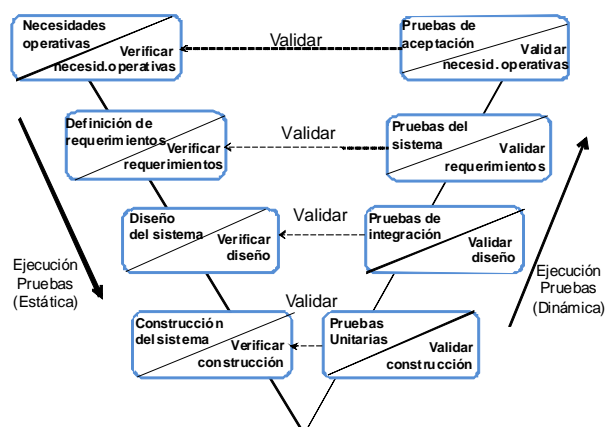 Necesidades
operativas
Verificar
necesid.operativas
Validar
Pruebas de
aceptación
Validar
necesid. operativas
Definición de
requerimientos
Verificar
requerimientos
Validar
Pruebas del
sistema
Validar
requerimientos
Diseño
del sistema
Verificar
diseño
Validar
Pruebas de
integración
Validar
diseño
Ejecución
Pruebas
(Estática)
Ejecución
Pruebas
(Dinámica)
Construcción
del sistema
Verificar
construcción
Validar
Pruebas
Unitarias
Validar
construcción